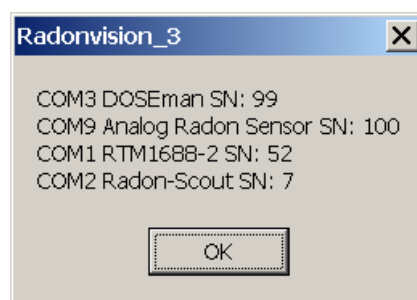 Radonvision_3
COM3 DOSEman SN: 99
COM9 Analog Radon Sensor SN: 100
COM1 RTM1688-2 SN: 52
COM2 Radon-Scout SN: 7
OK